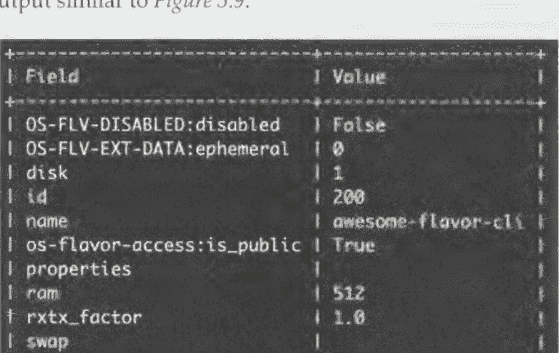 output similar to Figure 5.9:
| Field | Value |
| OS-FLV-DISABLED:disabled | False |
| OS-FLV-EXT-DATA:ephemeral | 0 |
| disk | 1 |
| id | 200 |
| name | awesome-flavor-cli |
| os-flavor-access:is_public | True |
| properties | |
| ram | 512 |
| rxtx_factor | 1.0 |
| swap | |